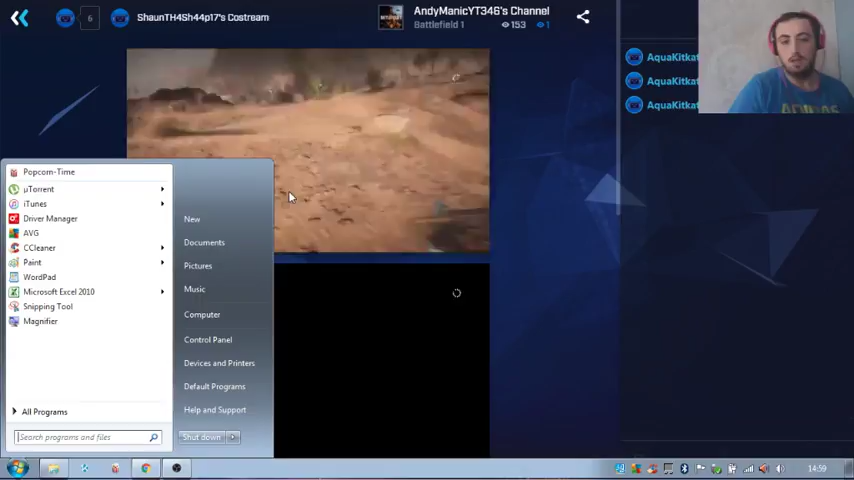 6 ShaunTH4Sh44p17's Costream
AndyManicYT346's Channel
Battlefield 1 153 1
AquaKitkat
AquaKitkat
AquaKitkat
Popcorn-Time
µTorrent
iTunes
Driver Manager
AVG
CCleaner
Paint
WordPad
Microsoft Excel 2010
Snipping Tool
Magnifier
All Programs
Search programs and files
New
Documents
Pictures
Music
Computer
Control Panel
Devices and Printers
Default Programs
Help and Support
Shut down
14:59